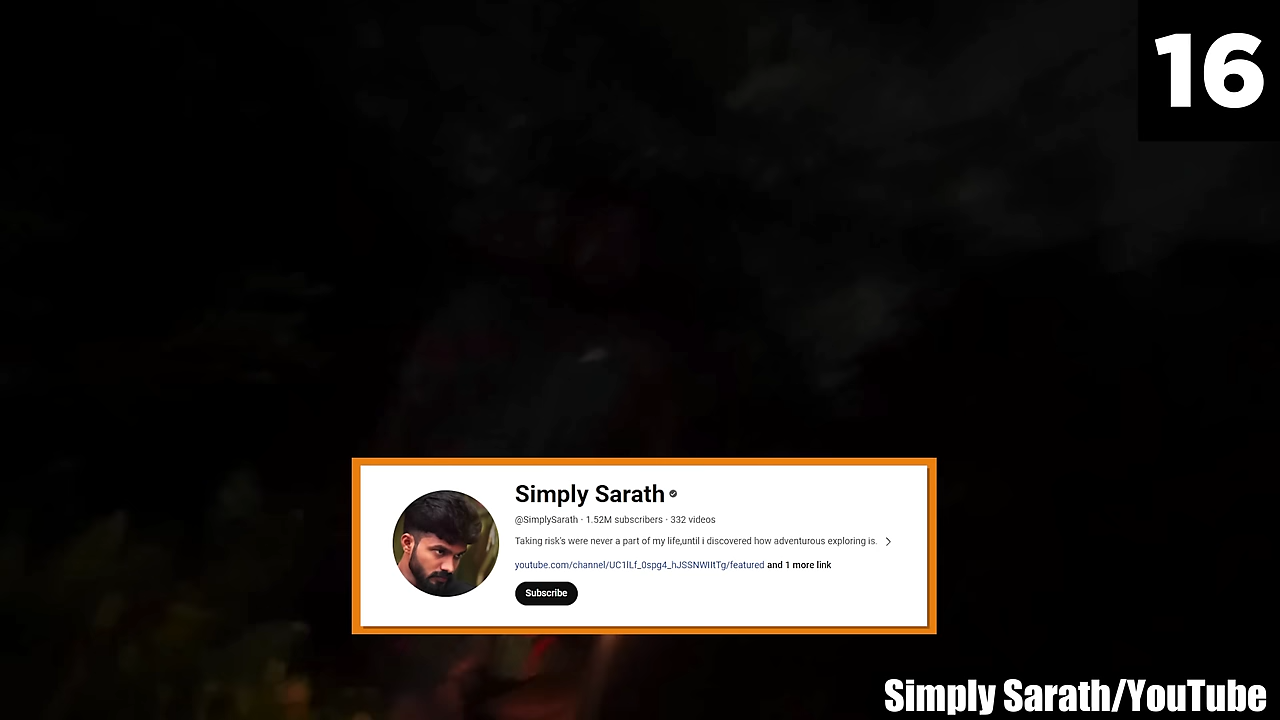 16
Simply Sarath
@SimplySarath · 1.52M subscribers · 332 videos
Taking risk's were never a part of my life,until i discovered how adventurous exploring is.
youtube.com/channel/UC1lLf_0spg4_hJSSNWIItTg/featured and 1 more link
Subscribe
Simply Sarath/YouTube